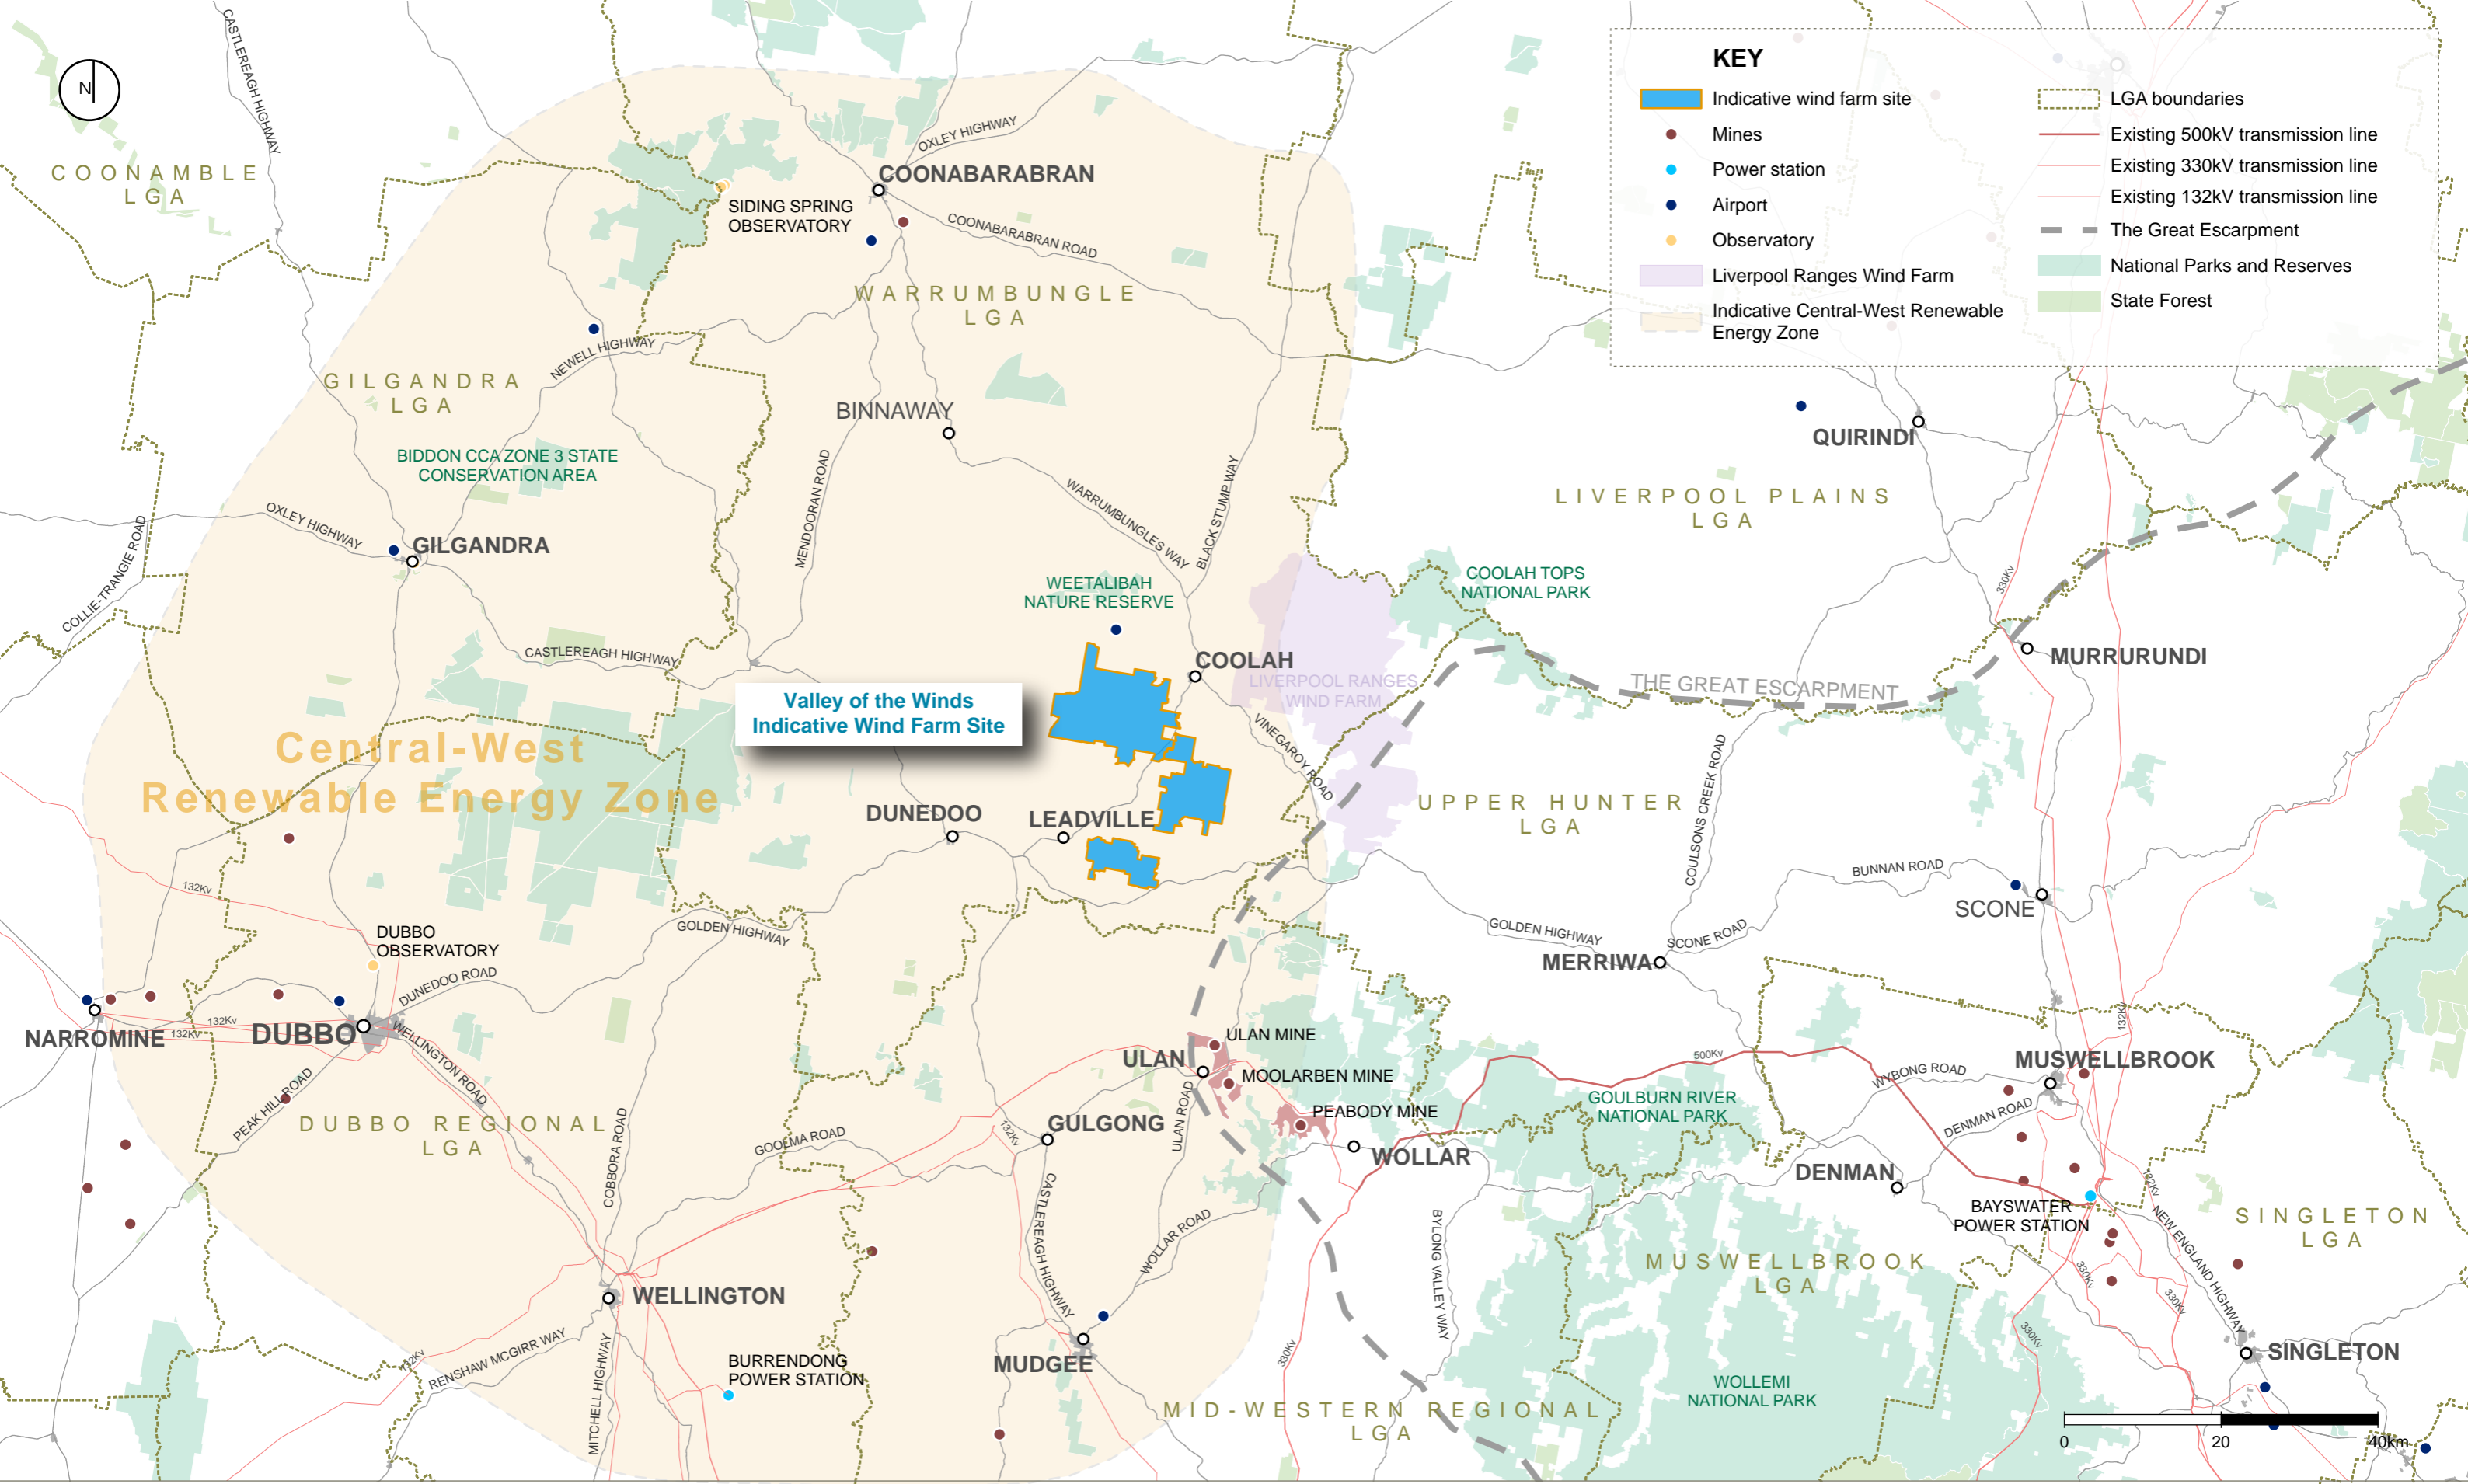 N
KEY
Indicative wind farm site
Mines
Power station
Airport
Observatory
Liverpool Ranges Wind Farm
Indicative Central-West Renewable
Energy Zone
LGA boundaries
Existing 500kV transmission line
Existing 330kV transmission line
Existing 132kV transmission line
The Great Escarpment
National Parks and Reserves
State Forest
CASTLEREAGH HIGHWAY
COONAMBLE
LGA
OXLEY HIGHWAY
COONABARABRAN
SIDING SPRING
OBSERVATORY
COONABARABRAN ROAD
WARRUMBUNGLE
LGA
NEWELL HIGHWAY
GILGANDRA
LGA
BINNAWAY
QUIRINDI
BIDDON CCA ZONE 3 STATE
CONSERVATION AREA
MENDOORAN ROAD
WARRUMBUNGLES WAY
BLACK STUMP WAY
LIVERPOOL PLAINS
LGA
OXLEY HIGHWAY
COLLIE-TRANGIE ROAD
GILGANDRA
WEETALIBAH
NATURE RESERVE
COOLAH TOPS
NATIONAL PARK
330Kv
CASTLEREAGH HIGHWAY
COOLAH
MURRURUNDI
LIVERPOOL RANGES
WIND FARM
THE GREAT ESCARPMENT
Valley of the Winds
Indicative Wind Farm Site
VINEGAROY ROAD
Central-West
Renewable Energy Zone
COULSONS CREEK ROAD
DUNEDOO
LEADVILLE
UPPER HUNTER
LGA
BUNNAN ROAD
132Kv
SCONE
GOLDEN HIGHWAY
GOLDEN HIGHWAY
SCONE ROAD
MERRIWA
DUBBO
OBSERVATORY
DUNEDOO ROAD
NARROMINE
132Kv
132Kv
DUBBO
WELLINGTON ROAD
132Kv
ULAN MINE
ULAN
MOOLARBEN MINE
500Kv
MUSWELLBROOK
WYBONG ROAD
PEAK HILL ROAD
DUBBO REGIONAL
LGA
COBBORA ROAD
GOOLMA ROAD
132Kv
GULGONG
ULAN ROAD
PEABODY MINE
WOLLAR
GOULBURN RIVER
NATIONAL PARK
DENMAN ROAD
DENMAN
132Kv
BAYSWATER
POWER STATION
NEW ENGLAND HIGHWAY
SINGLETON
LGA
CASTLEREAGH HIGHWAY
WOLLAR ROAD
BYLONG VALLEY WAY
MUSWELLBROOK
LGA
330Kv
330Kv
330Kv
330Kv
WELLINGTON
RENSHAW MCGIRR WAY
132Kv
MITCHELL HIGHWAY
BURRENDONG
POWER STATION
MUDGEE
MID-WESTERN REGIONAL
LGA
WOLLEMI
NATIONAL PARK
SINGLETON
0
20
40km